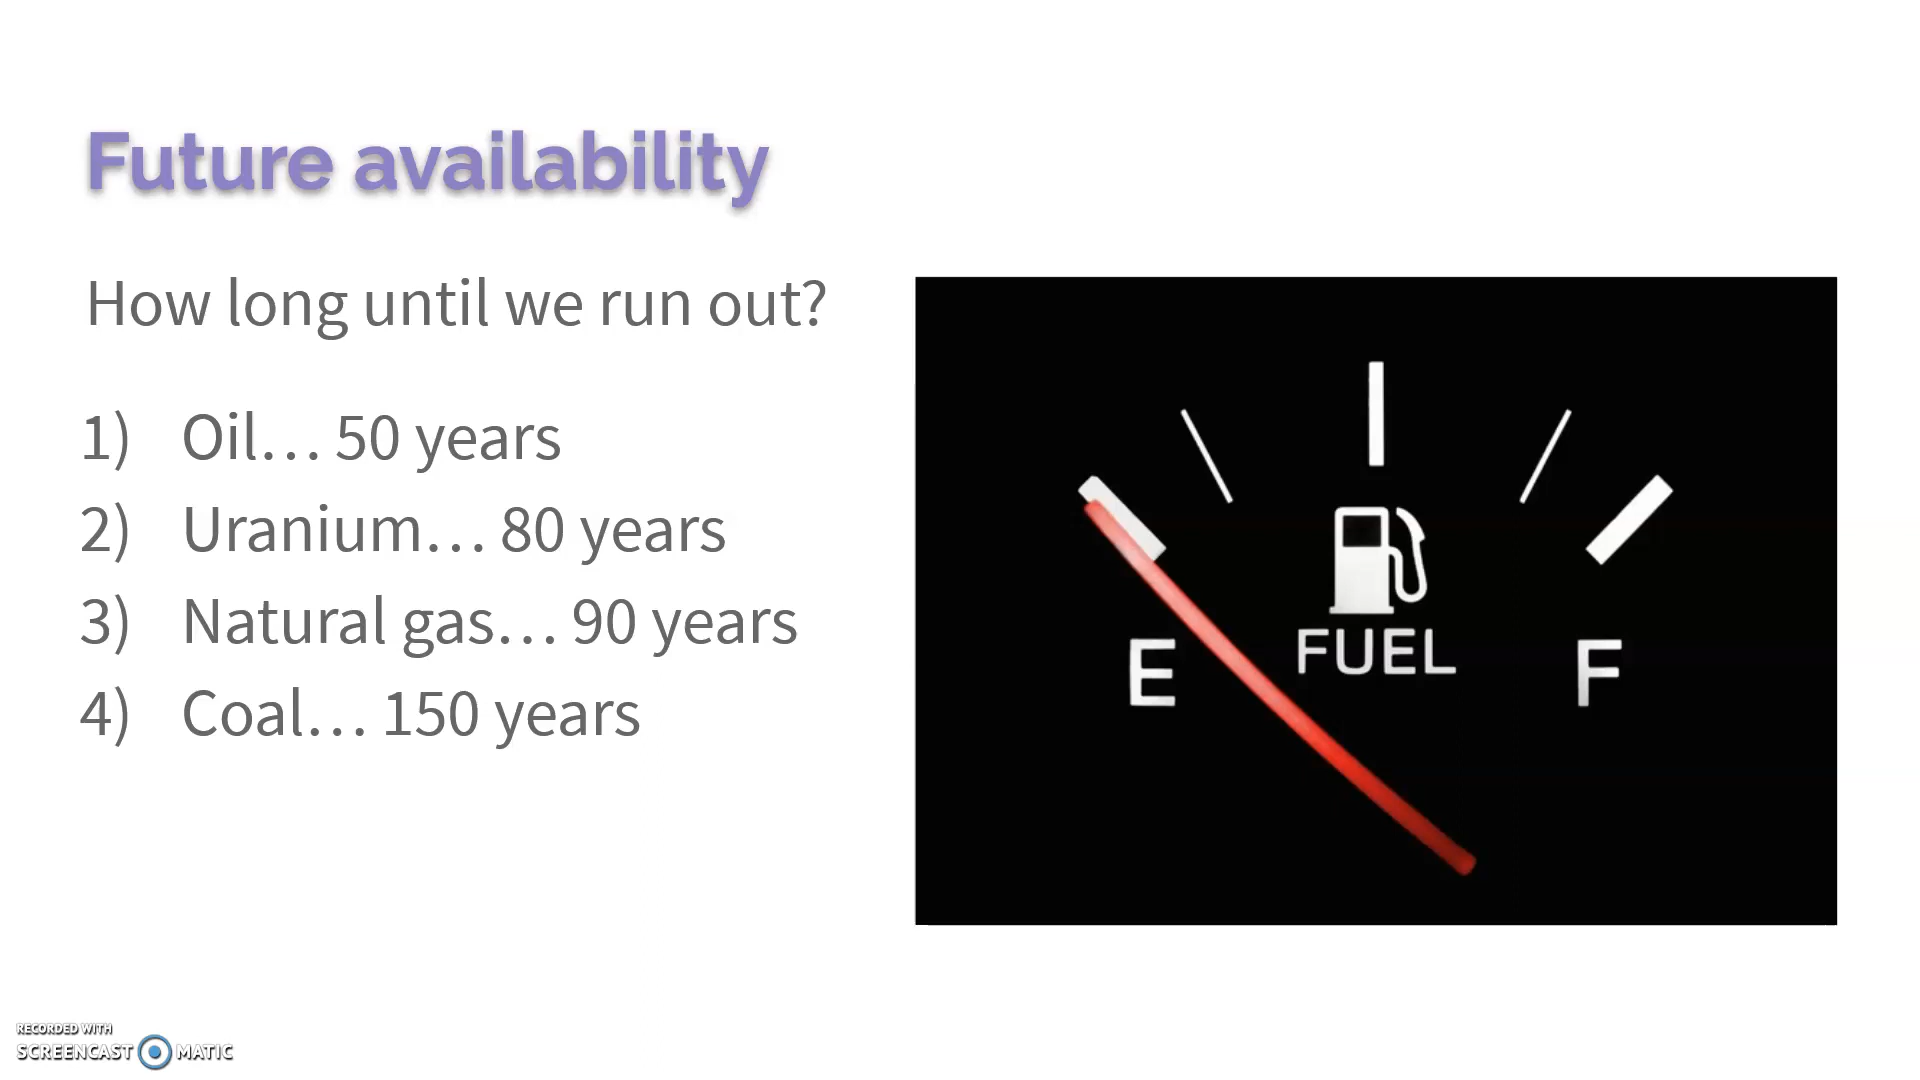 Future availability
How long until we run out?
1) Oil... 50 years
2) Uranium... 80 years
3) Natural gas... 90 years
4) Coal... 150 years
FUEL
E F
RECORDED WITH
SCREENCAST MATIC